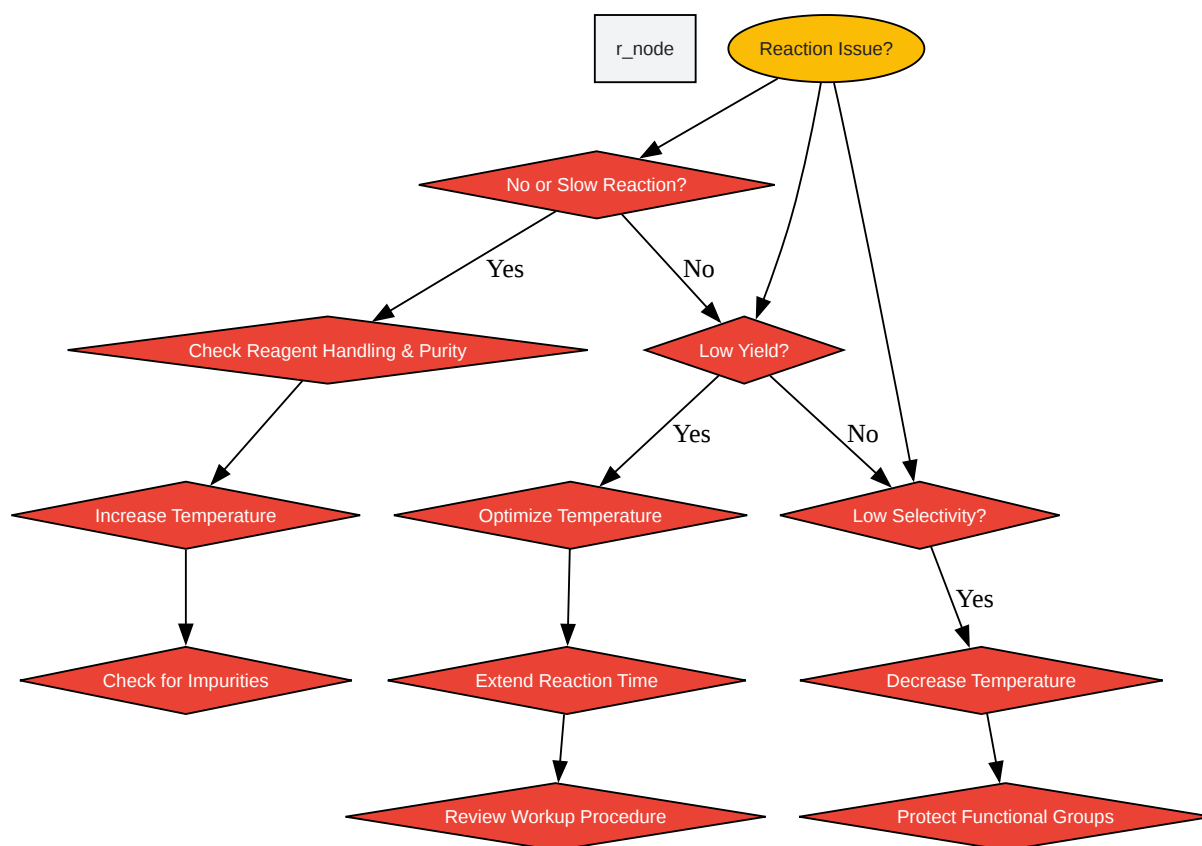 r_node
Reaction Issue?
No or Slow Reaction?
Yes
No
Check Reagent Handling & Purity
Low Yield?
Yes
No
Increase Temperature
Optimize Temperature
Low Selectivity?
Yes
Check for Impurities
Extend Reaction Time
Decrease Temperature
Review Workup Procedure
Protect Functional Groups